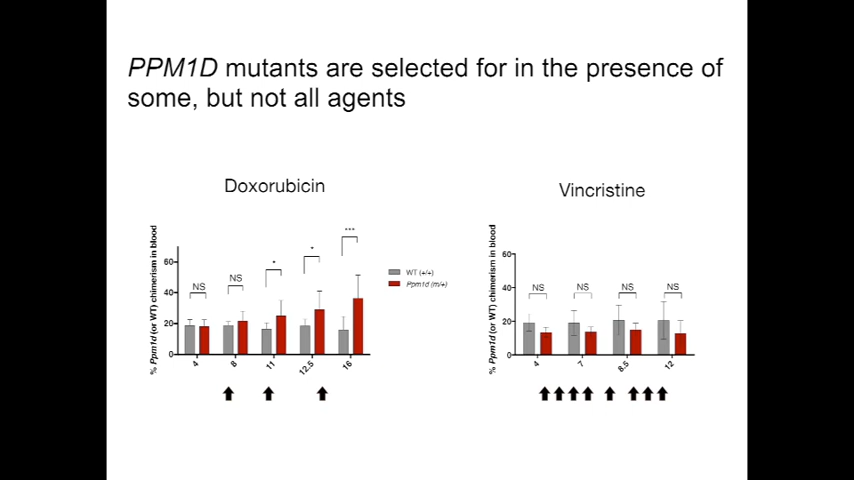 PPM1D mutants are selected for in the presence of
some, but not all agents
Doxorubicin
% Ppm1d (or WT) chimerism in blood
60
40
20
0
NS
NS
*
*
***
4
8
11
12.5
16
WT (+/+)
Ppm1d (m/+)
Vincristine
% Ppm1d (or WT) chimerism in blood
60
40
20
0
NS
NS
NS
NS
4
7
8.5
12